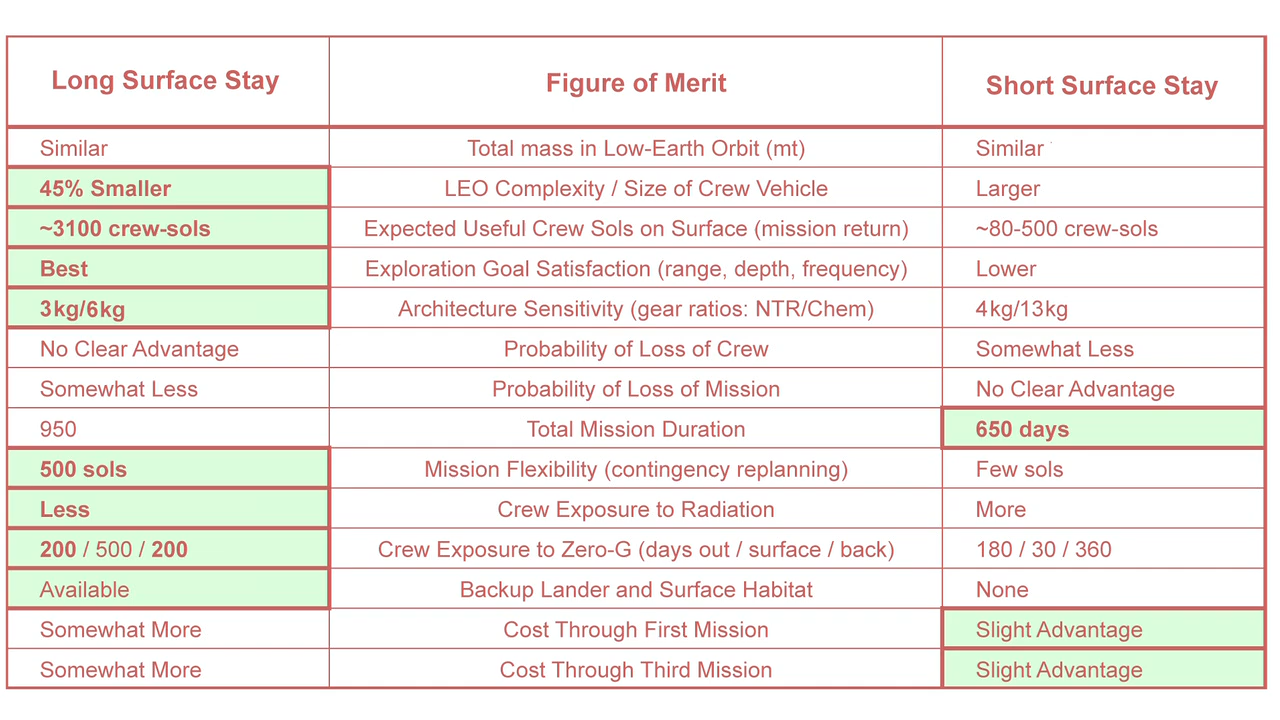 Long Surface Stay Figure of Merit Short Surface Stay
Similar Total mass in Low-Earth Orbit (mt) Similar
45% Smaller LEO Complexity / Size of Crew Vehicle Larger
~3100 crew-sols Expected Useful Crew Sols on Surface (mission return) ~80-500 crew-sols
Best Exploration Goal Satisfaction (range, depth, frequency) Lower
3kg/6kg Architecture Sensitivity (gear ratios: NTR/Chem) 4kg/13kg
No Clear Advantage Probability of Loss of Crew Somewhat Less
Somewhat Less Probability of Loss of Mission No Clear Advantage
950 Total Mission Duration 650 days
500 sols Mission Flexibility (contingency replanning) Few sols
Less Crew Exposure to Radiation More
200 / 500 / 200 Crew Exposure to Zero-G (days out / surface / back) 180 / 30 / 360
Available Backup Lander and Surface Habitat None
Somewhat More Cost Through First Mission Slight Advantage
Somewhat More Cost Through Third Mission Slight Advantage